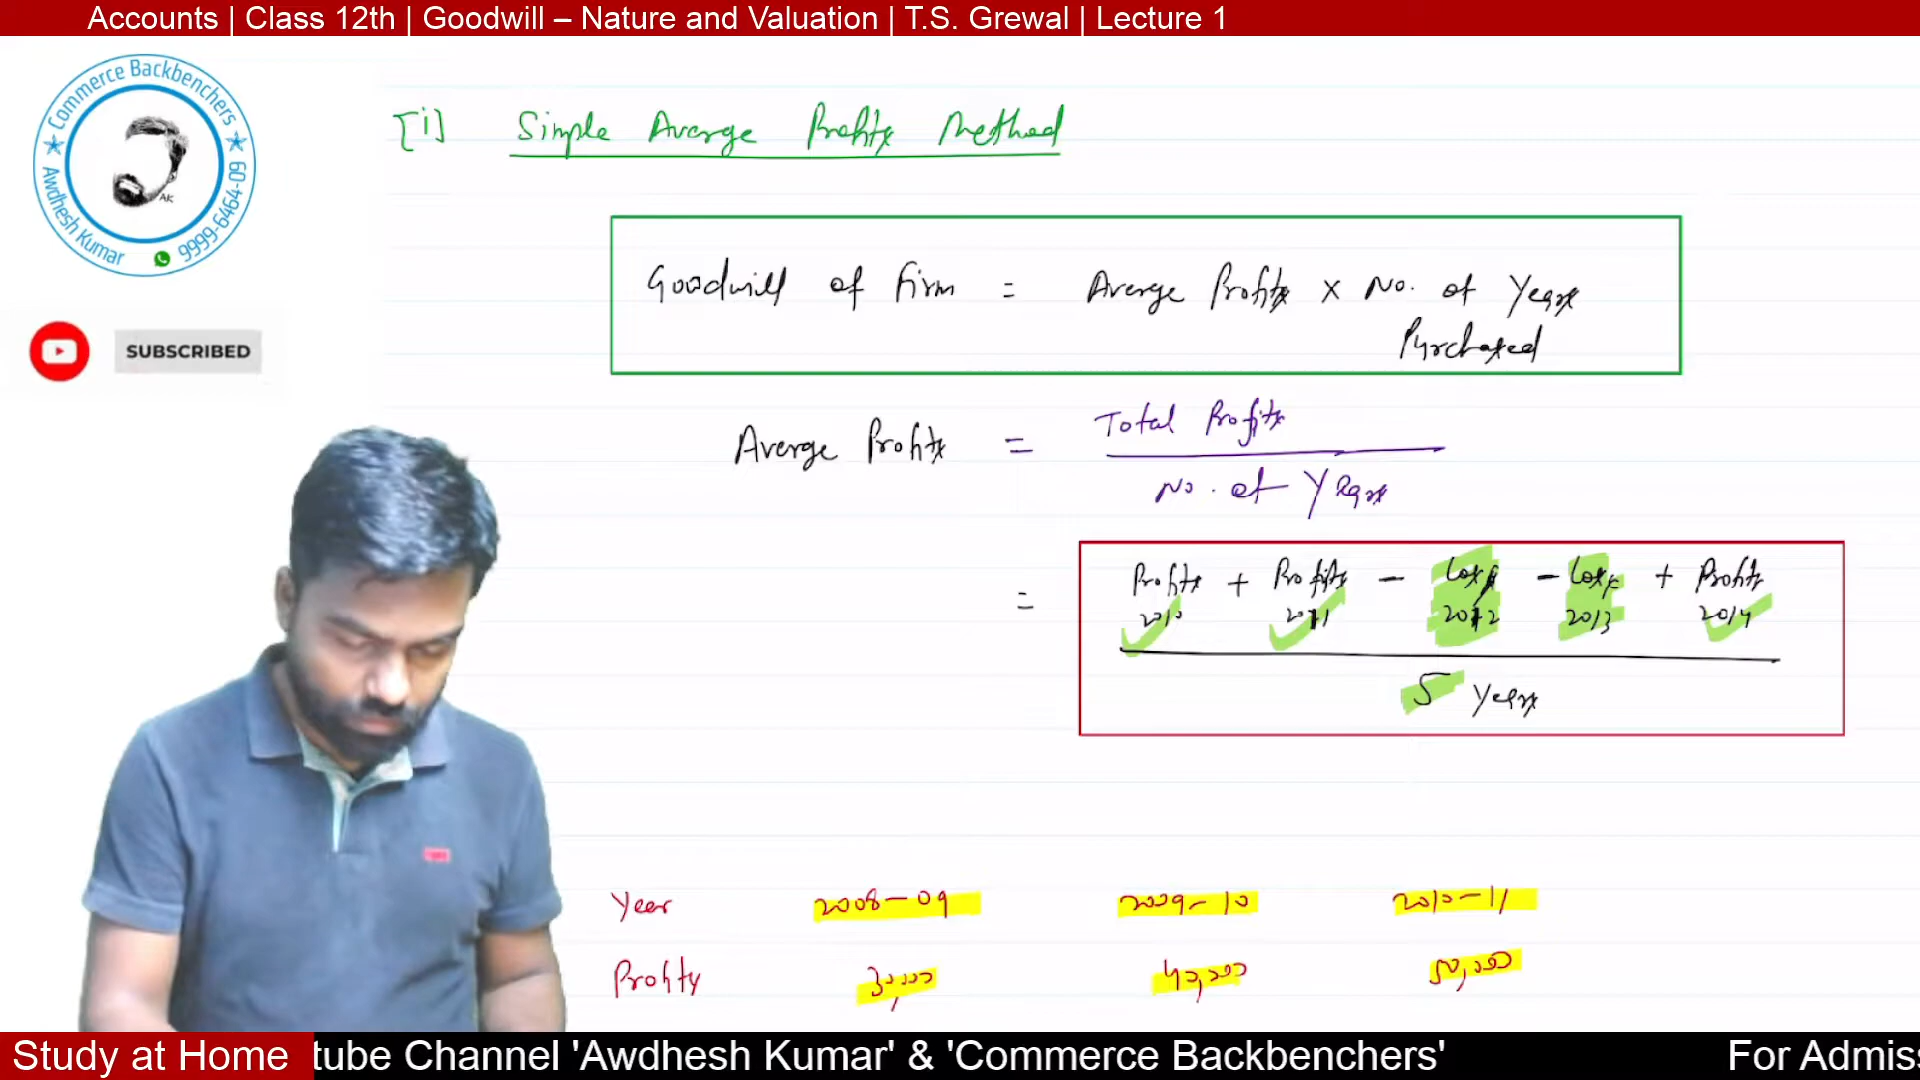 Accounts | Class 12th | Goodwill – Nature and Valuation | T.S. Grewal | Lecture 1
★ Commerce Backbenchers ★
Awdhesh Kumar 9999-6464-09
AK
[i] Simple Average Profits Method
Goodwill of Firm = Average Profits × No. of Years
Purchased
SUBSCRIBED
Average Profits = Total Profits
No. of Years
= Profits + Profits - Loss - Loss + Profits
2010 2011 2012 2013 2014
5 Years
Year 2008-09 2009-10 2010-11
Profits 30,000 40,000 50,000
Study at Home tube Channel 'Awdhesh Kumar' & 'Commerce Backbenchers' For Admiss